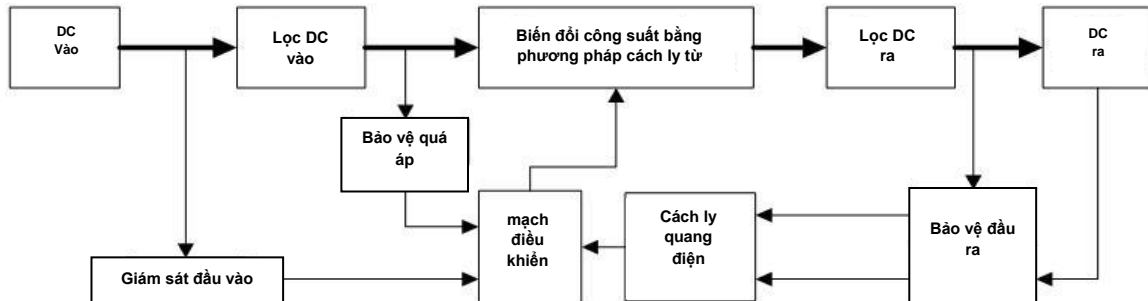 DC
Vào
Lọc DC
vào
Biến đổi công suất bằng
phương pháp cách ly từ
Lọc DC
ra
DC
ra
Bảo vệ quá
áp
mạch
điều
khiển
Cách ly
quang
điện
Bảo vệ đầu
ra
Giám sát đầu vào